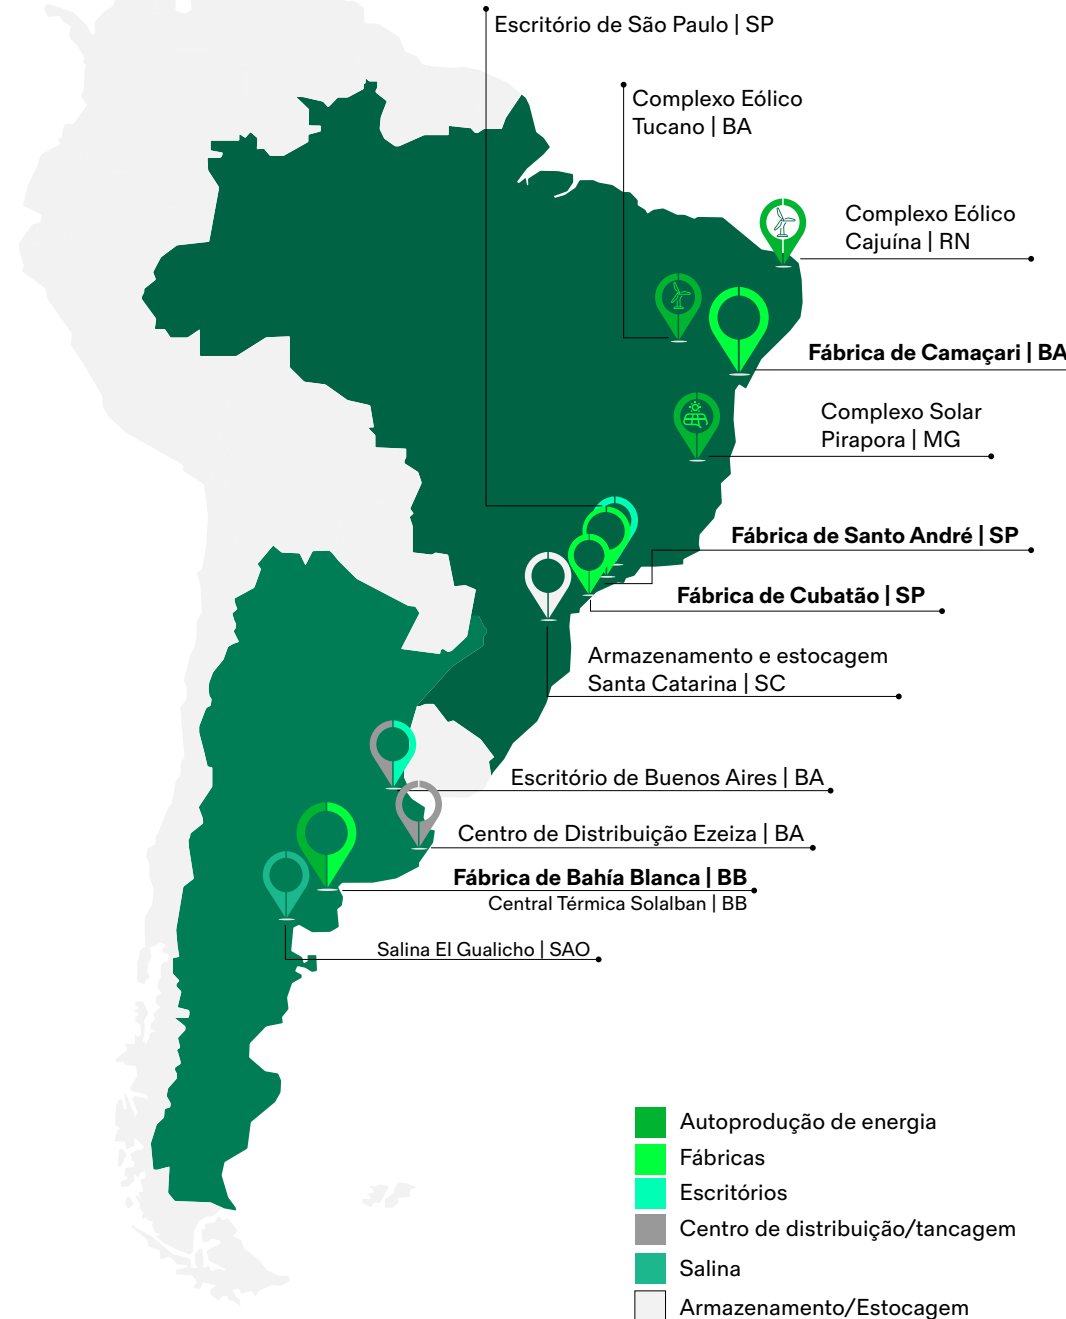 Escritório de São Paulo | SP
Complexo Eólico
Tucano | BA
Complexo Eólico
Cajuína | RN
Fábrica de Camaçari | BA
Complexo Solar
Pirapora | MG
Fábrica de Santo André | SP
Fábrica de Cubatão | SP
Armazenamento e estocagem
Santa Catarina | SC
Escritório de Buenos Aires | BA
Centro de Distribuição Ezeiza | BA
Fábrica de Bahía Blanca | BB
Central Térmica Solalban | BB
Salina El Gualicho | SAO
Autoprodução de energia
Fábricas
Escritórios
Centro de distribuição/tancagem
Salina
Armazenamento/Estocagem